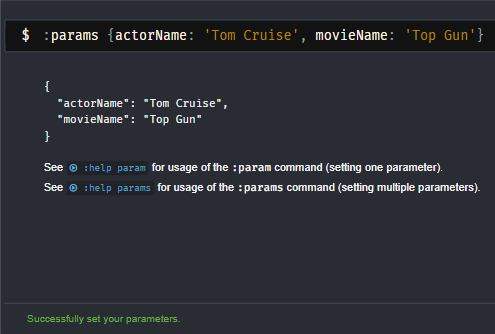 $ :params {actorName: 'Tom Cruise', movieName: 'Top Gun'}
{
  "actorName": "Tom Cruise",
  "movieName": "Top Gun"
}
See :help param for usage of the :param command (setting one parameter).
See :help params for usage of the :params command (setting multiple parameters).
Successfully set your parameters.